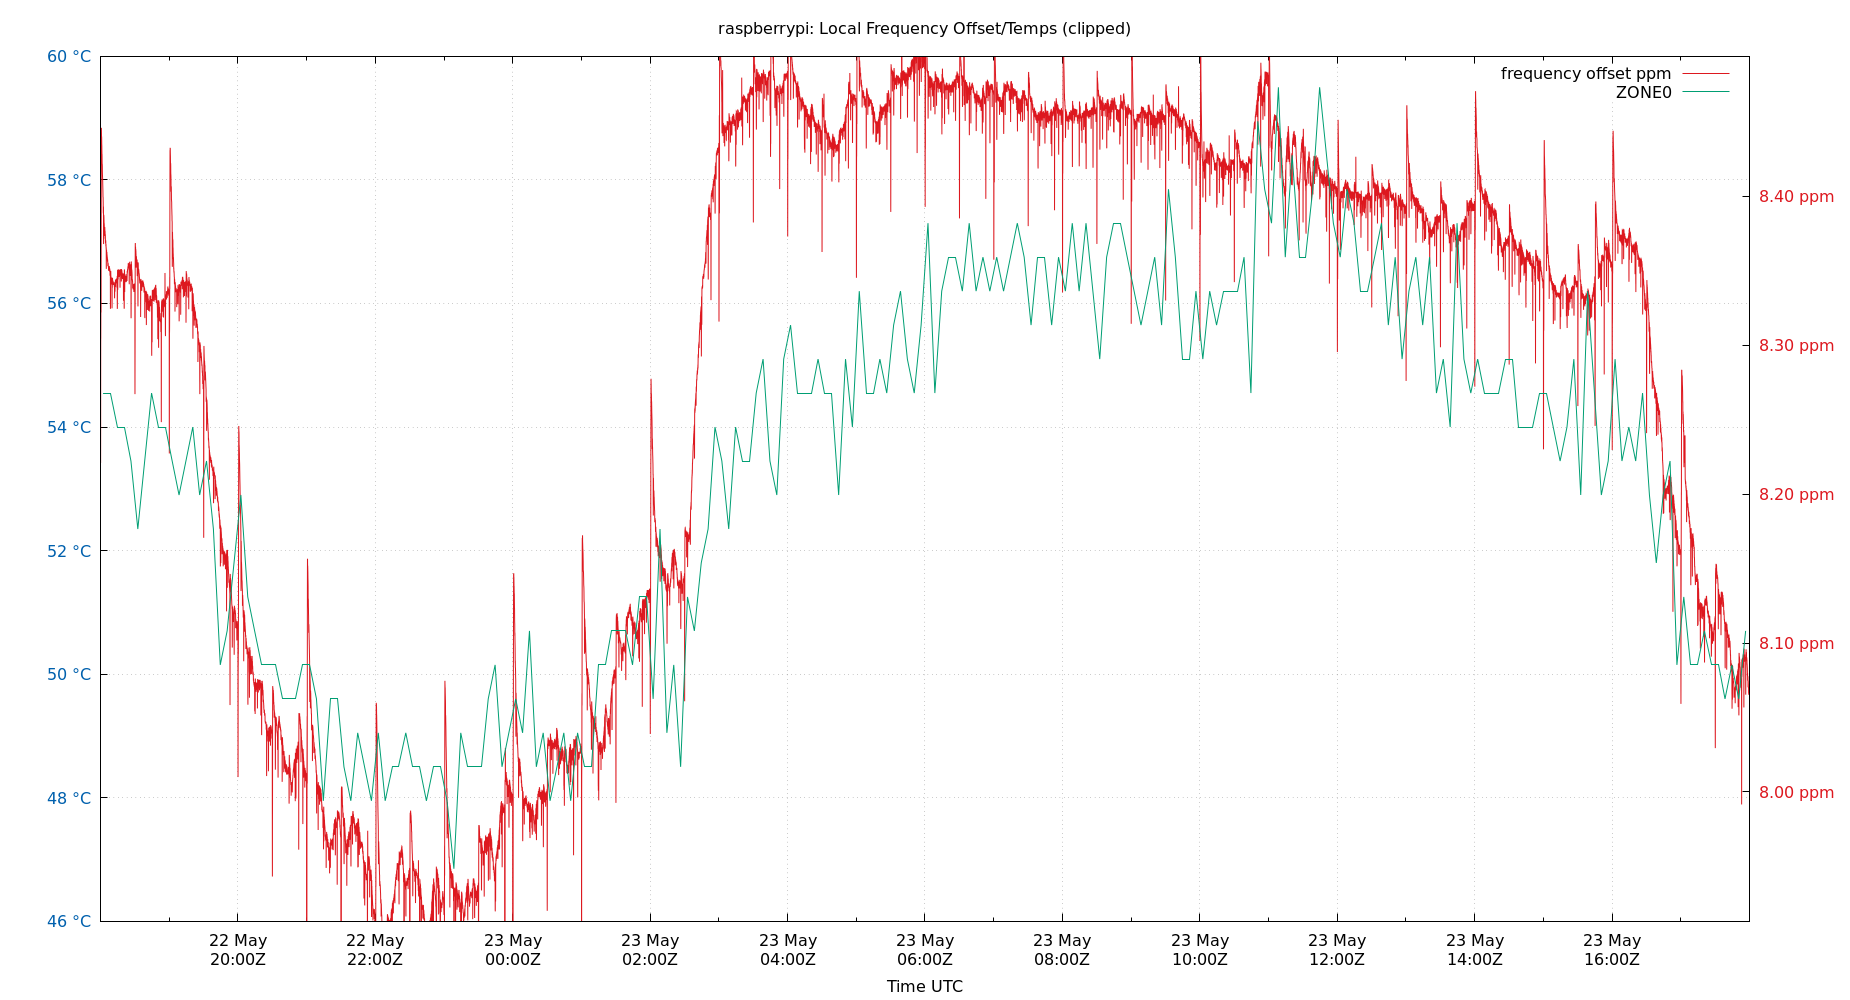 raspberrypi: Local Frequency Offset/Temps (clipped)
frequency offset ppm
ZONE0
60 °C
58 °C
56 °C
54 °C
52 °C
50 °C
48 °C
46 °C
8.40 ppm
8.30 ppm
8.20 ppm
8.10 ppm
8.00 ppm
22 May 22 May 23 May 23 May 23 May 23 May 23 May 23 May 23 May 23 May 23 May
20:00Z 22:00Z 00:00Z 02:00Z 04:00Z 06:00Z 08:00Z 10:00Z 12:00Z 14:00Z 16:00Z
Time UTC